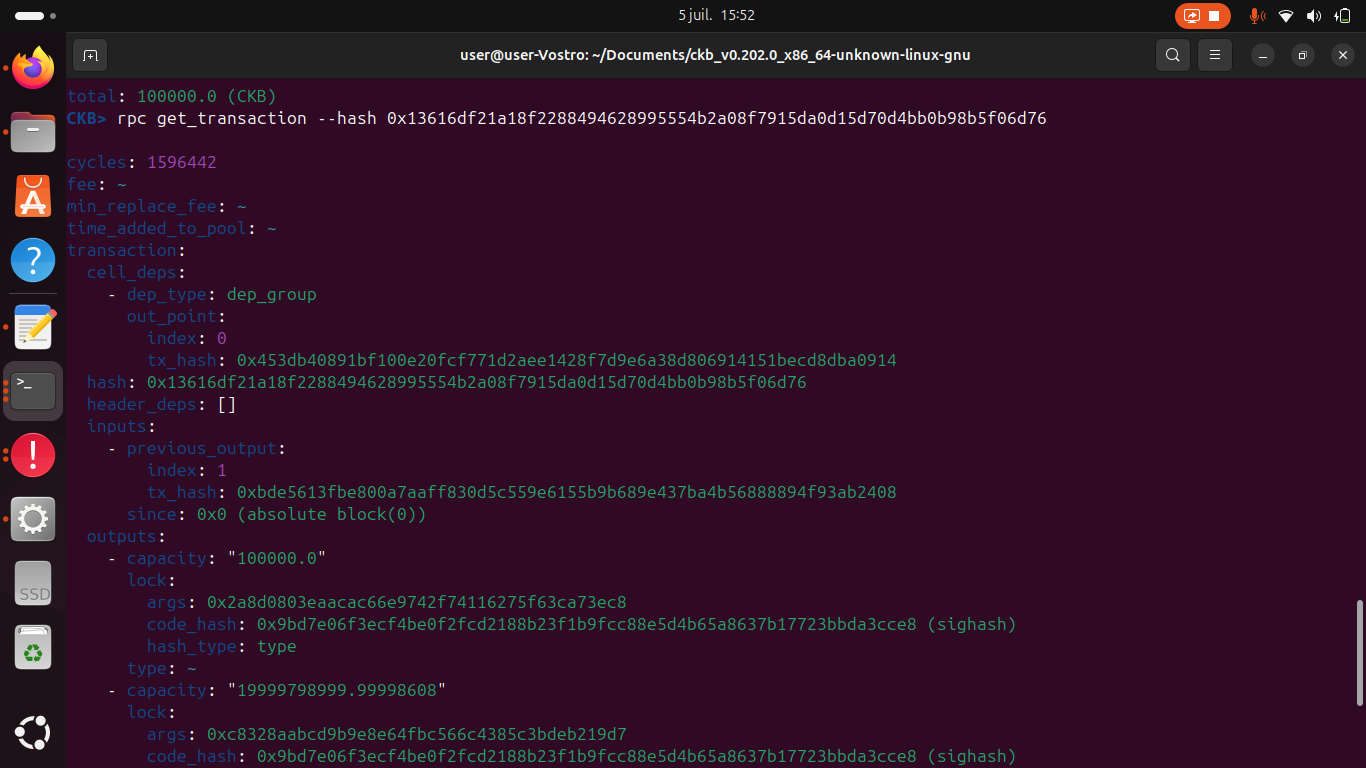 5 juil. 15:52
user@user-Vostro: ~/Documents/ckb_v0.202.0_x86_64-unknown-linux-gnu
total: 100000.0 (CKB)
CKB> rpc get_transaction --hash 0x13616df21a18f2288494628995554b2a08f7915da0d15d70d4bb0b98b5f06d76
cycles: 1596442
fee: ~
min_replace_fee: ~
time_added_to_pool: ~
transaction:
cell_deps:
- dep_type: dep_group
out_point:
index: 0
tx_hash: 0x453db40891bf100e20fcf771d2aee1428f7d9e6a38d806914151becd8dba0914
hash: 0x13616df21a18f2288494628995554b2a08f7915da0d15d70d4bb0b98b5f06d76
header_deps: []
inputs:
- previous_output:
index: 1
tx_hash: 0xbde5613fbe800a7aaff830d5c559e6155b9b689e437ba4b56888894f93ab2408
since: 0x0 (absolute block(0))
outputs:
- capacity: "100000.0"
lock:
args: 0x2a8d0803eaacac66e9742f74116275f63ca73ec8
code_hash: 0x9bd7e06f3ecf4be0f2fcd2188b23f1b9fcc88e5d4b65a8637b17723bbda3cce8 (sighash)
hash_type: type
type: ~
- capacity: "19999798999.99998608"
lock:
args: 0xc8328aabcd9b9e8e64fbc566c4385c3bdeb219d7
code_hash: 0x9bd7e06f3ecf4be0f2fcd2188b23f1b9fcc88e5d4b65a8637b17723bbda3cce8 (sighash)
SSD